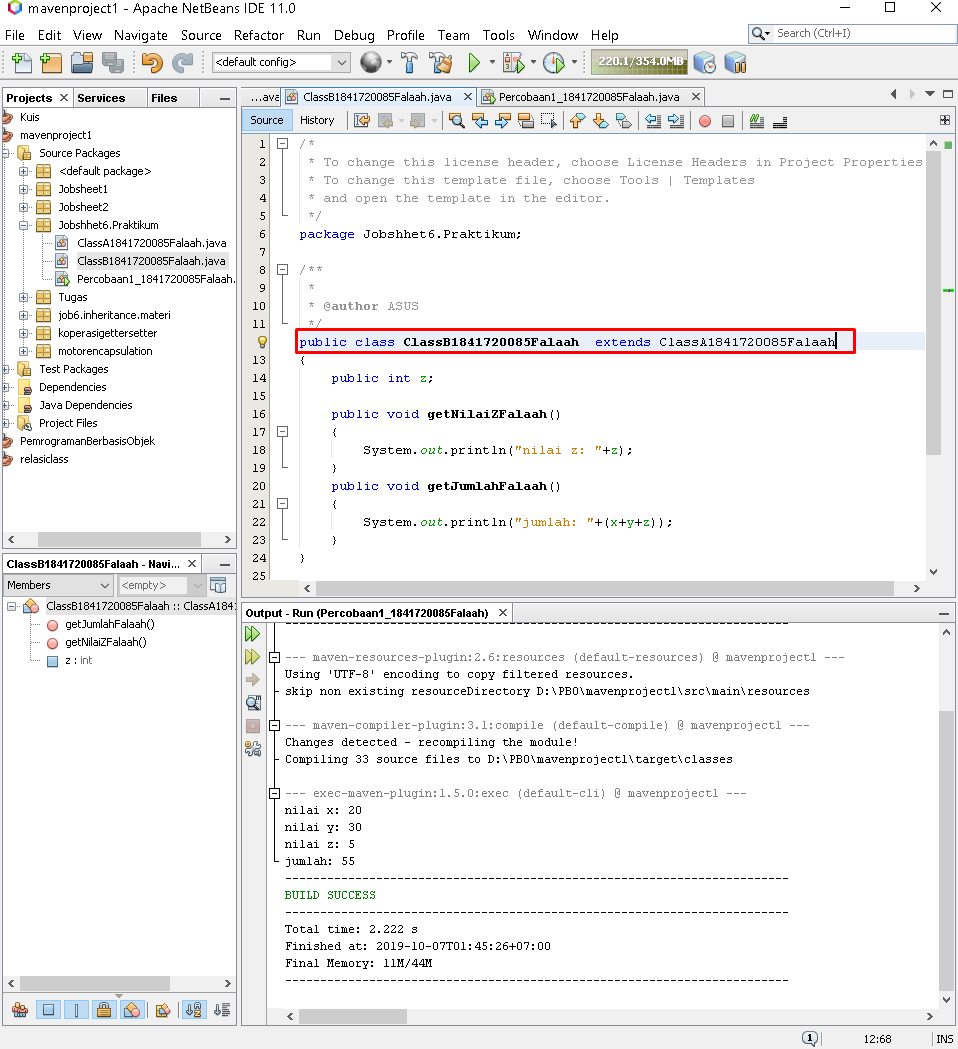 mavenproject1 - Apache NetBeans IDE 11.0
File Edit View Navigate Source Refactor Run Debug Profile Team Tools Window Help
Search (Ctrl+I)
<default config>
220.1/354.0MB
Projects Services Files
Kuis
mavenproject1
Source Packages
<default package>
Jobsheet1
Jobsheet2
Jobshhet6.Praktikum
ClassA1841720085Falaah.java
ClassB1841720085Falaah.java
Percobaan1_1841720085Falaah.
Tugas
job6.inheritance.materi
koperasigettersetter
motorencapsulation
Test Packages
Dependencies
Java Dependencies
Project Files
PemrogramanBerbasisObjek
relasiclass
...ava ClassB1841720085Falaah.java Percobaan1_1841720085Falaah.java
Source History
1 /*
2 * To change this license header, choose License Headers in Project Properties
3 * To change this template file, choose Tools | Templates
4 * and open the template in the editor.
5 */
6 package Jobshhet6.Praktikum;
7
8 /**
9 *
10 * @author ASUS
11 */
public class ClassB1841720085Falaah  extends ClassA1841720085Falaah
13 {
14 public int z;
15
16 public void getNilaiZFalaah()
17 {
18 System.out.println("nilai z: "+z);
19 }
20 public void getJumlahFalaah()
21 {
22 System.out.println("jumlah: "+(x+y+z));
23 }
24 }
25
ClassB1841720085Falaah - Navi...
Members <empty>
ClassB1841720085Falaah :: ClassA1841
getJumlahFalaah()
getNilaiZFalaah()
z : int
Output - Run (Percobaan1_1841720085Falaah)
------------------------------------------------------------------------
--- maven-resources-plugin:2.6:resources (default-resources) @ mavenproject1 ---
Using 'UTF-8' encoding to copy filtered resources.
skip non existing resourceDirectory D:\PBO\mavenproject1\src\main\resources
--- maven-compiler-plugin:3.1:compile (default-compile) @ mavenproject1 ---
Changes detected - recompiling the module!
Compiling 33 source files to D:\PBO\mavenproject1\target\classes
--- exec-maven-plugin:1.5.0:exec (default-cli) @ mavenproject1 ---
nilai x: 20
nilai y: 30
nilai z: 5
jumlah: 55
------------------------------------------------------------------------
BUILD SUCCESS
------------------------------------------------------------------------
Total time: 2.222 s
Finished at: 2019-10-07T01:45:26+07:00
Final Memory: 11M/44M
------------------------------------------------------------------------
1 12:68 INS